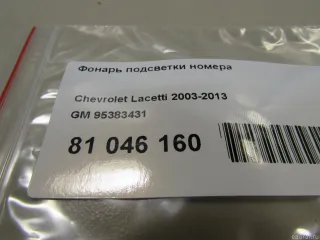 Фонарь подсветки номера
Chevrolet Lacetti 2003-2013
GM 95383431
81 046 160